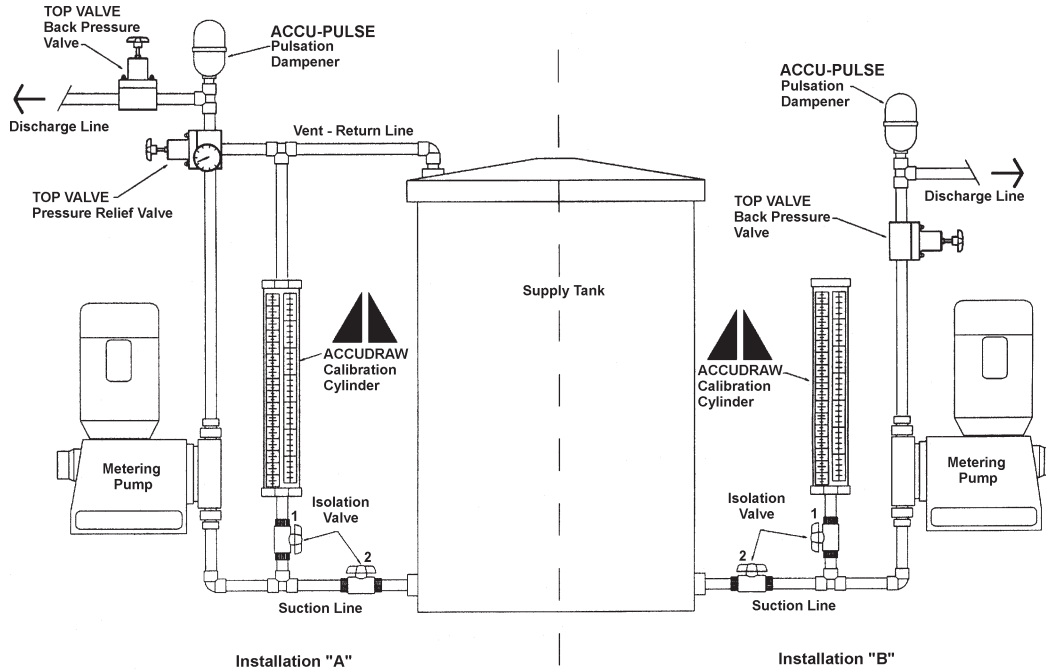 TOP VALVE
Back Pressure
Valve
ACCU-PULSE
Pulsation
Dampener
Discharge Line
Vent - Return Line
TOP VALVE
Pressure Relief Valve
ACCUDRAW
Calibration
Cylinder
Metering
Pump
Isolation
Valve
1
2
Suction Line
Installation "A"
Supply Tank
ACCU-PULSE
Pulsation
Dampener
Discharge Line
TOP VALVE
Back Pressure
Valve
ACCUDRAW
Calibration
Cylinder
Metering
Pump
Isolation
Valve
1
2
Suction Line
Installation "B"